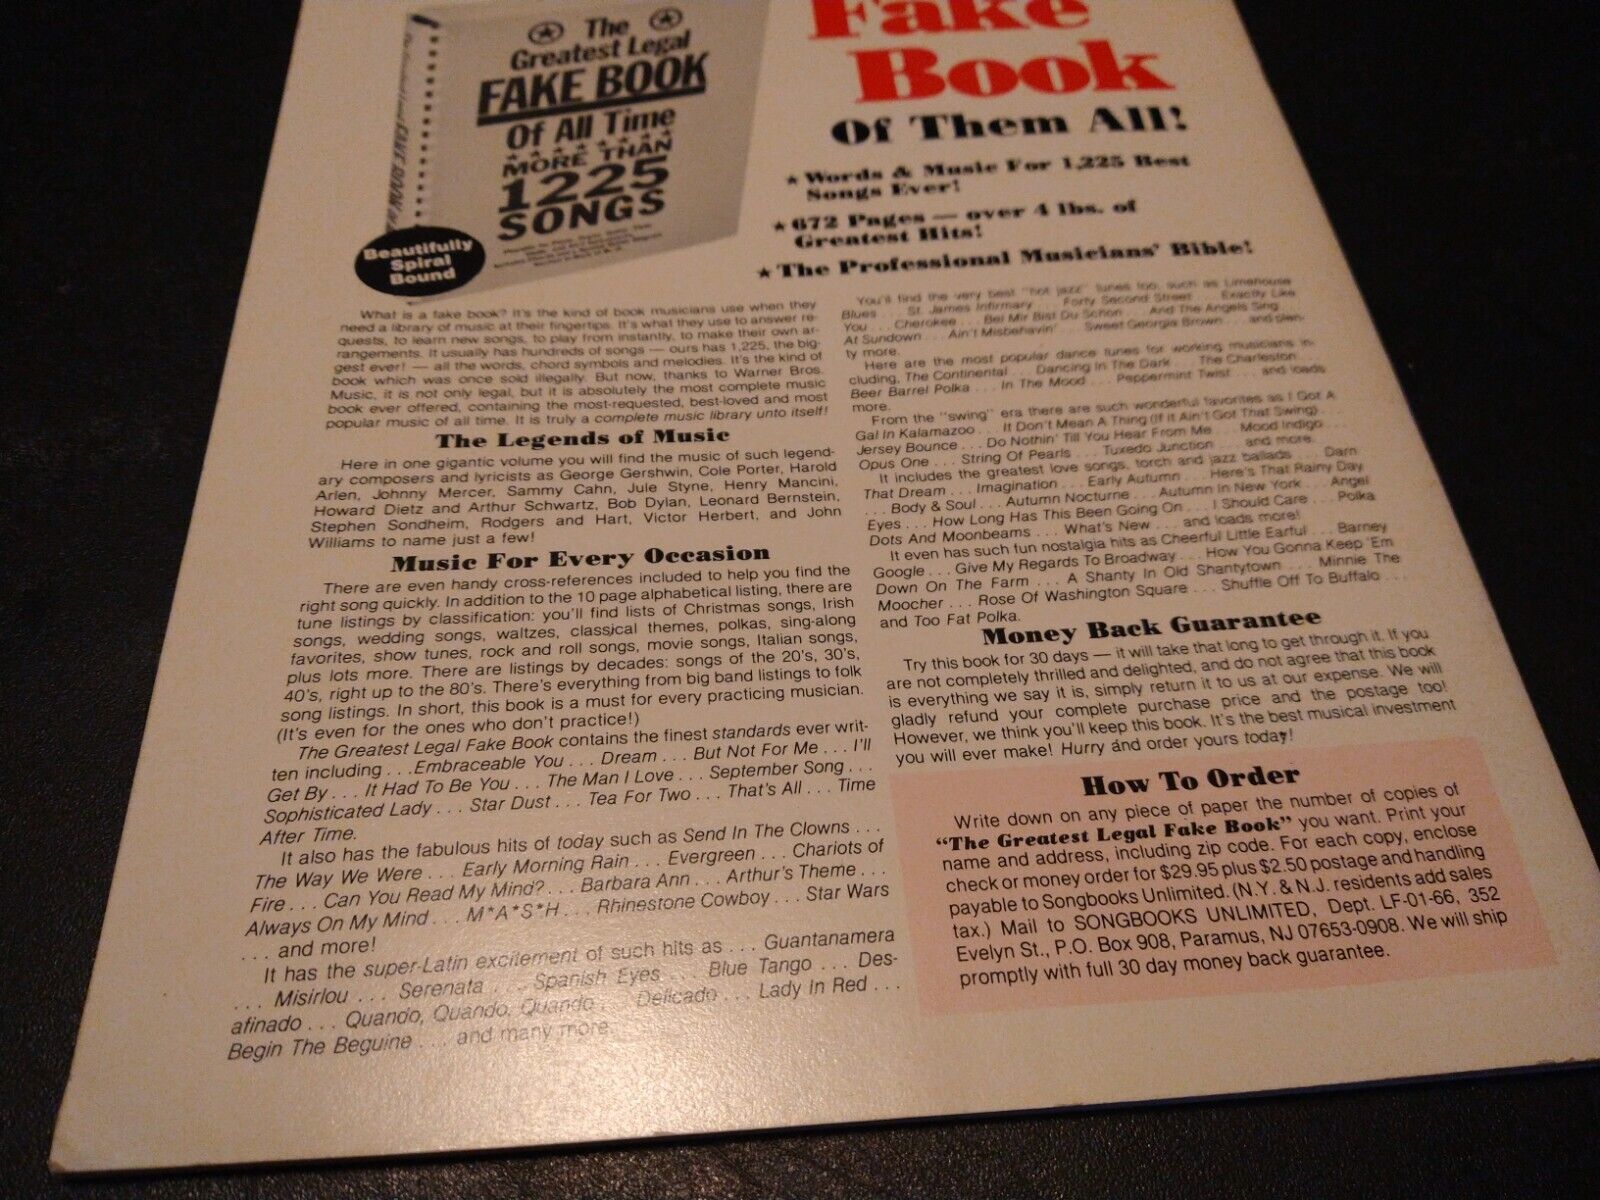 The
Greatest Legal
FAKE BOOK
Of All Time
MORE THAN
1225
SONGS
Beautifully
Spiral
Bound
Fake
Book
Of Them All!
★ Words & Music For 1,225 Best
Songs Ever!
★ 672 Pages — over 4 lbs. of
Greatest Hits!
★ The Professional Musicians' Bible!
What is a fake book? It's the kind of book musicians use when they
need a library of music at their fingertips. It's what they use to answer re-
quests, to learn new songs, to play from instantly, to make their own ar-
rangements. It usually has hundreds of songs — ours has 1,225, the big-
gest ever! — all the words, chord symbols and melodies. It's the kind of
book which was once sold illegally. But now, thanks to Warner Bros.
Music, it is not only legal, but it is absolutely the most complete music
book ever offered, containing the most-requested, best-loved and most
popular music of all time. It is truly a complete music library unto itself!
The Legends of Music
Here in one gigantic volume you will find the music of such legend-
ary composers and lyricists as George Gershwin, Cole Porter, Harold
Arlen, Johnny Mercer, Sammy Cahn, Jule Styne, Henry Mancini,
Howard Dietz and Arthur Schwartz, Bob Dylan, Leonard Bernstein,
Stephen Sondheim, Rodgers and Hart, Victor Herbert, and John
Williams to name just a few!
Music For Every Occasion
There are even handy cross-references included to help you find the
right song quickly. In addition to the 10 page alphabetical listing, there are
tune listings by classification: you'll find lists of Christmas songs, Irish
songs, wedding songs, waltzes, classical themes, polkas, sing-along
favorites, show tunes, rock and roll songs, movie songs, Italian songs,
plus lots more. There are listings by decades: songs of the 20's, 30's,
40's, right up to the 80's. There's everything from big band listings to folk
song listings. In short, this book is a must for every practicing musician.
(It's even for the ones who don't practice!)
The Greatest Legal Fake Book contains the finest standards ever writ-
ten including . . . Embraceable You . . . Dream . . . But Not For Me . . . I'll
Get By . . . It Had To Be You . . . The Man I Love . . . September Song . . .
Sophisticated Lady . . . Star Dust . . . Tea For Two . . . That's All . . . Time
After Time.
It also has the fabulous hits of today such as Send In The Clowns . . .
The Way We Were . . . Early Morning Rain . . . Evergreen . . . Chariots of
Fire . . . Can You Read My Mind? . . . Barbara Ann . . . Arthur's Theme . . .
Always On My Mind . . . M*A*S*H . . . Rhinestone Cowboy . . . Star Wars
. . . and more!
It has the super-Latin excitement of such hits as . . . Guantanamera
. . . Misirlou . . . Serenata . . . Spanish Eyes . . . Blue Tango . . . Des-
afinado . . . Quando, Quando, Quando . . . Delicado . . . Lady In Red . . .
Begin The Beguine . . . and many more.
You'll find the very best "hot jazz" tunes too, such as Limehouse
Blues . . . St. James Infirmary . . . Forty Second Street . . . Exactly Like
You . . . Cherokee . . . Bei Mir Bist Du Schon . . . And The Angels Sing . . .
At Sundown . . . Ain't Misbehavin' . . . Sweet Georgia Brown . . . and plen-
ty more.
Here are the most popular dance tunes for working musicians in-
cluding, The Continental . . . Dancing In The Dark . . . The Charleston . . .
Beer Barrel Polka . . . In The Mood . . . Peppermint Twist . . . and loads
more.
From the "swing" era there are such wonderful favorites as I Got A
Gal In Kalamazoo . . . It Don't Mean A Thing (If It Ain't Got That Swing) . . .
Jersey Bounce . . . Do Nothin' Till You Hear From Me . . . Mood Indigo . . .
Opus One . . . String Of Pearls . . . Tuxedo Junction . . . and more.
It includes the greatest love songs, torch and jazz ballads . . . Darn
That Dream . . . Imagination . . . Early Autumn . . . Here's That Rainy Day
. . . Body & Soul . . . Autumn Nocturne . . . Autumn In New York . . . Angel
Eyes . . . How Long Has This Been Going On . . . I Should Care . . . Polka
Dots And Moonbeams . . . What's New . . . and loads more!
It even has such fun nostalgia hits as Cheerful Little Earful . . . Barney
Google . . . Give My Regards To Broadway . . . How You Gonna Keep 'Em
Down On The Farm . . . A Shanty In Old Shantytown . . . Minnie The
Moocher . . . Rose Of Washington Square . . . Shuffle Off To Buffalo . . .
and Too Fat Polka.
Money Back Guarantee
Try this book for 30 days — it will take that long to get through it. If you
are not completely thrilled and delighted, and do not agree that this book
is everything we say it is, simply return it to us at our expense. We will
gladly refund your complete purchase price and the postage too!
However, we think you'll keep this book. It's the best musical investment
you will ever make! Hurry and order yours today!
How To Order
Write down on any piece of paper the number of copies of
"The Greatest Legal Fake Book" you want. Print your
name and address, including zip code. For each copy, enclose
check or money order for $29.95 plus $2.50 postage and handling
payable to Songbooks Unlimited. (N.Y. & N.J. residents add sales
tax.) Mail to SONGBOOKS UNLIMITED, Dept. LF-01-66, 352
Evelyn St., P.O. Box 908, Paramus, NJ 07653-0908. We will ship
promptly with full 30 day money back guarantee.